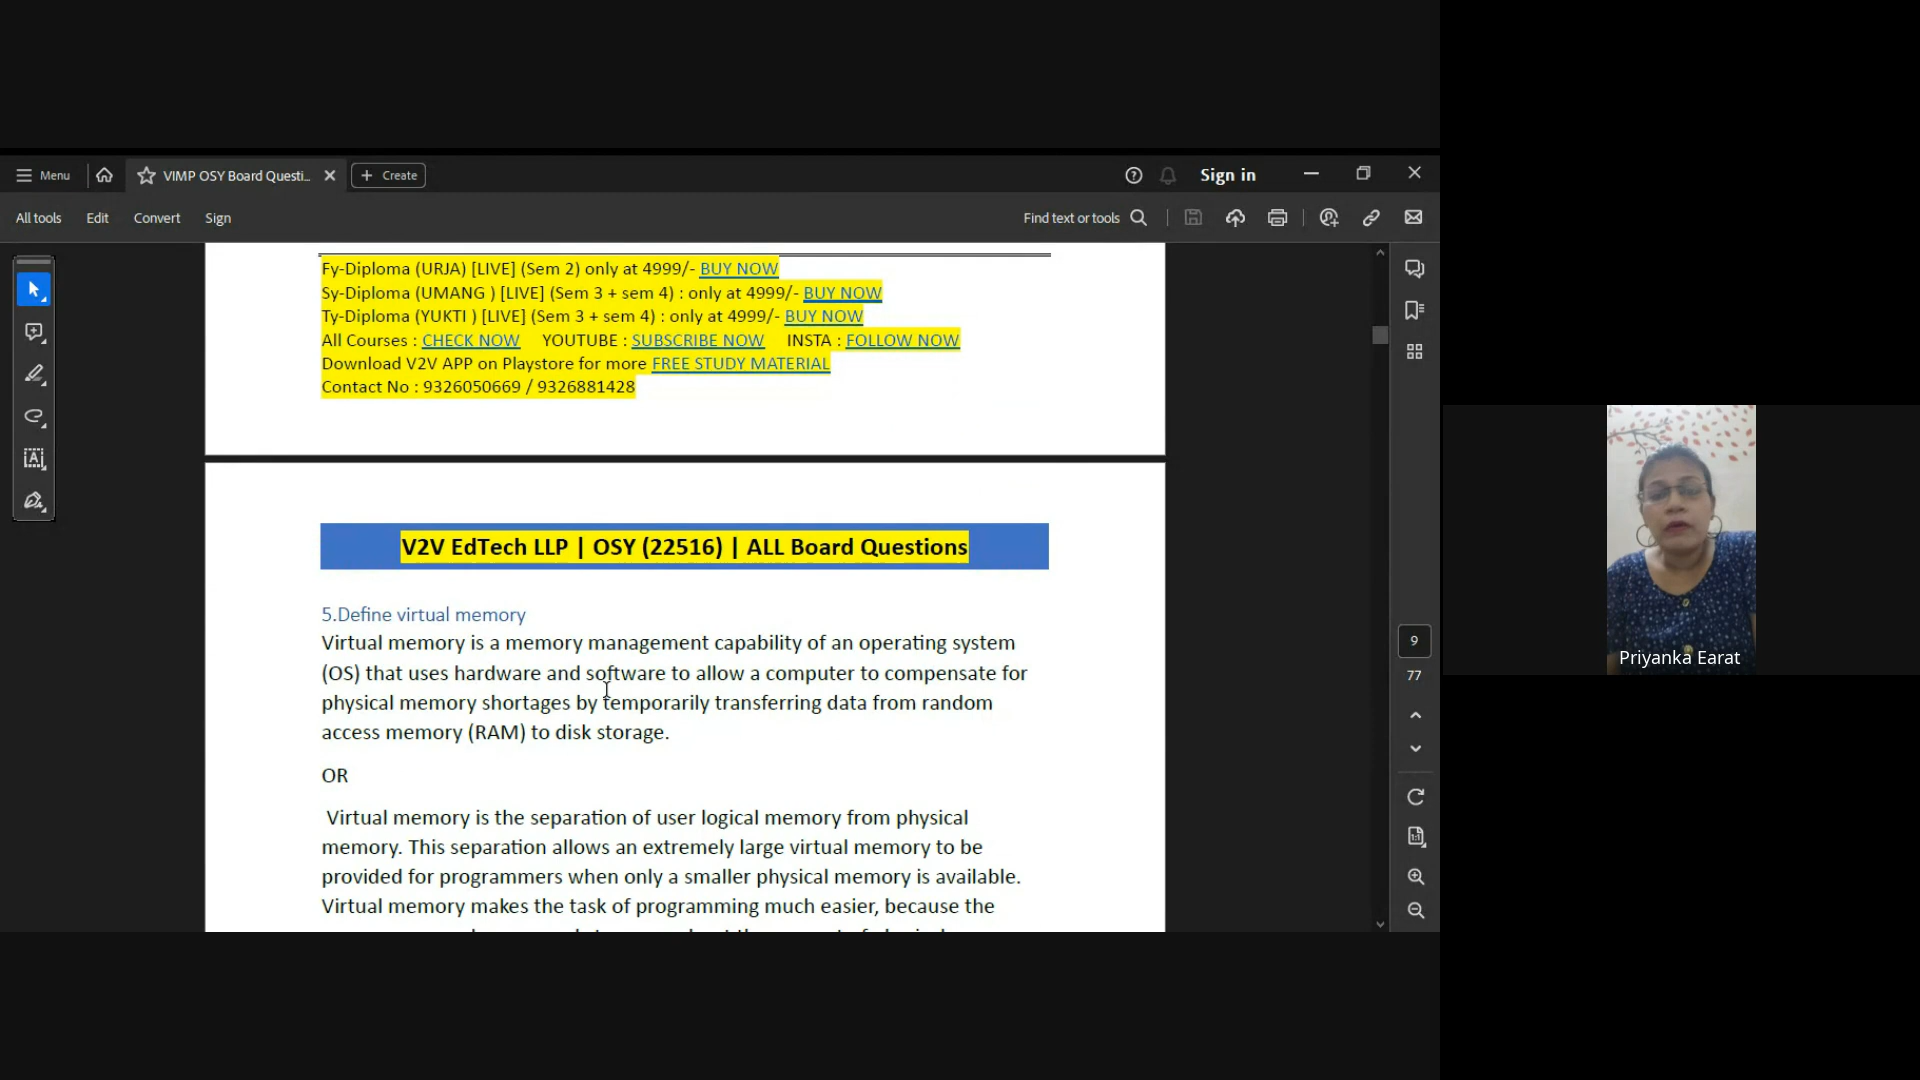 Menu
VIMP OSY Board Questi...
Create
Sign in
All tools
Edit
Convert
Sign
Find text or tools
Fy-Diploma (URJA) [LIVE] (Sem 2) only at 4999/- BUY NOW
Sy-Diploma (UMANG ) [LIVE] (Sem 3 + sem 4) : only at 4999/- BUY NOW
Ty-Diploma (YUKTI ) [LIVE] (Sem 3 + sem 4) : only at 4999/- BUY NOW
All Courses : CHECK NOW YOUTUBE : SUBSCRIBE NOW INSTA : FOLLOW NOW
Download V2V APP on Playstore for more FREE STUDY MATERIAL
Contact No : 9326050669 / 9326881428
V2V EdTech LLP | OSY (22516) | ALL Board Questions
5.Define virtual memory
Virtual memory is a memory management capability of an operating system
(OS) that uses hardware and software to allow a computer to compensate for
physical memory shortages by temporarily transferring data from random
access memory (RAM) to disk storage.
OR
Virtual memory is the separation of user logical memory from physical
memory. This separation allows an extremely large virtual memory to be
provided for programmers when only a smaller physical memory is available.
Virtual memory makes the task of programming much easier, because the
9
77
Priyanka Earat